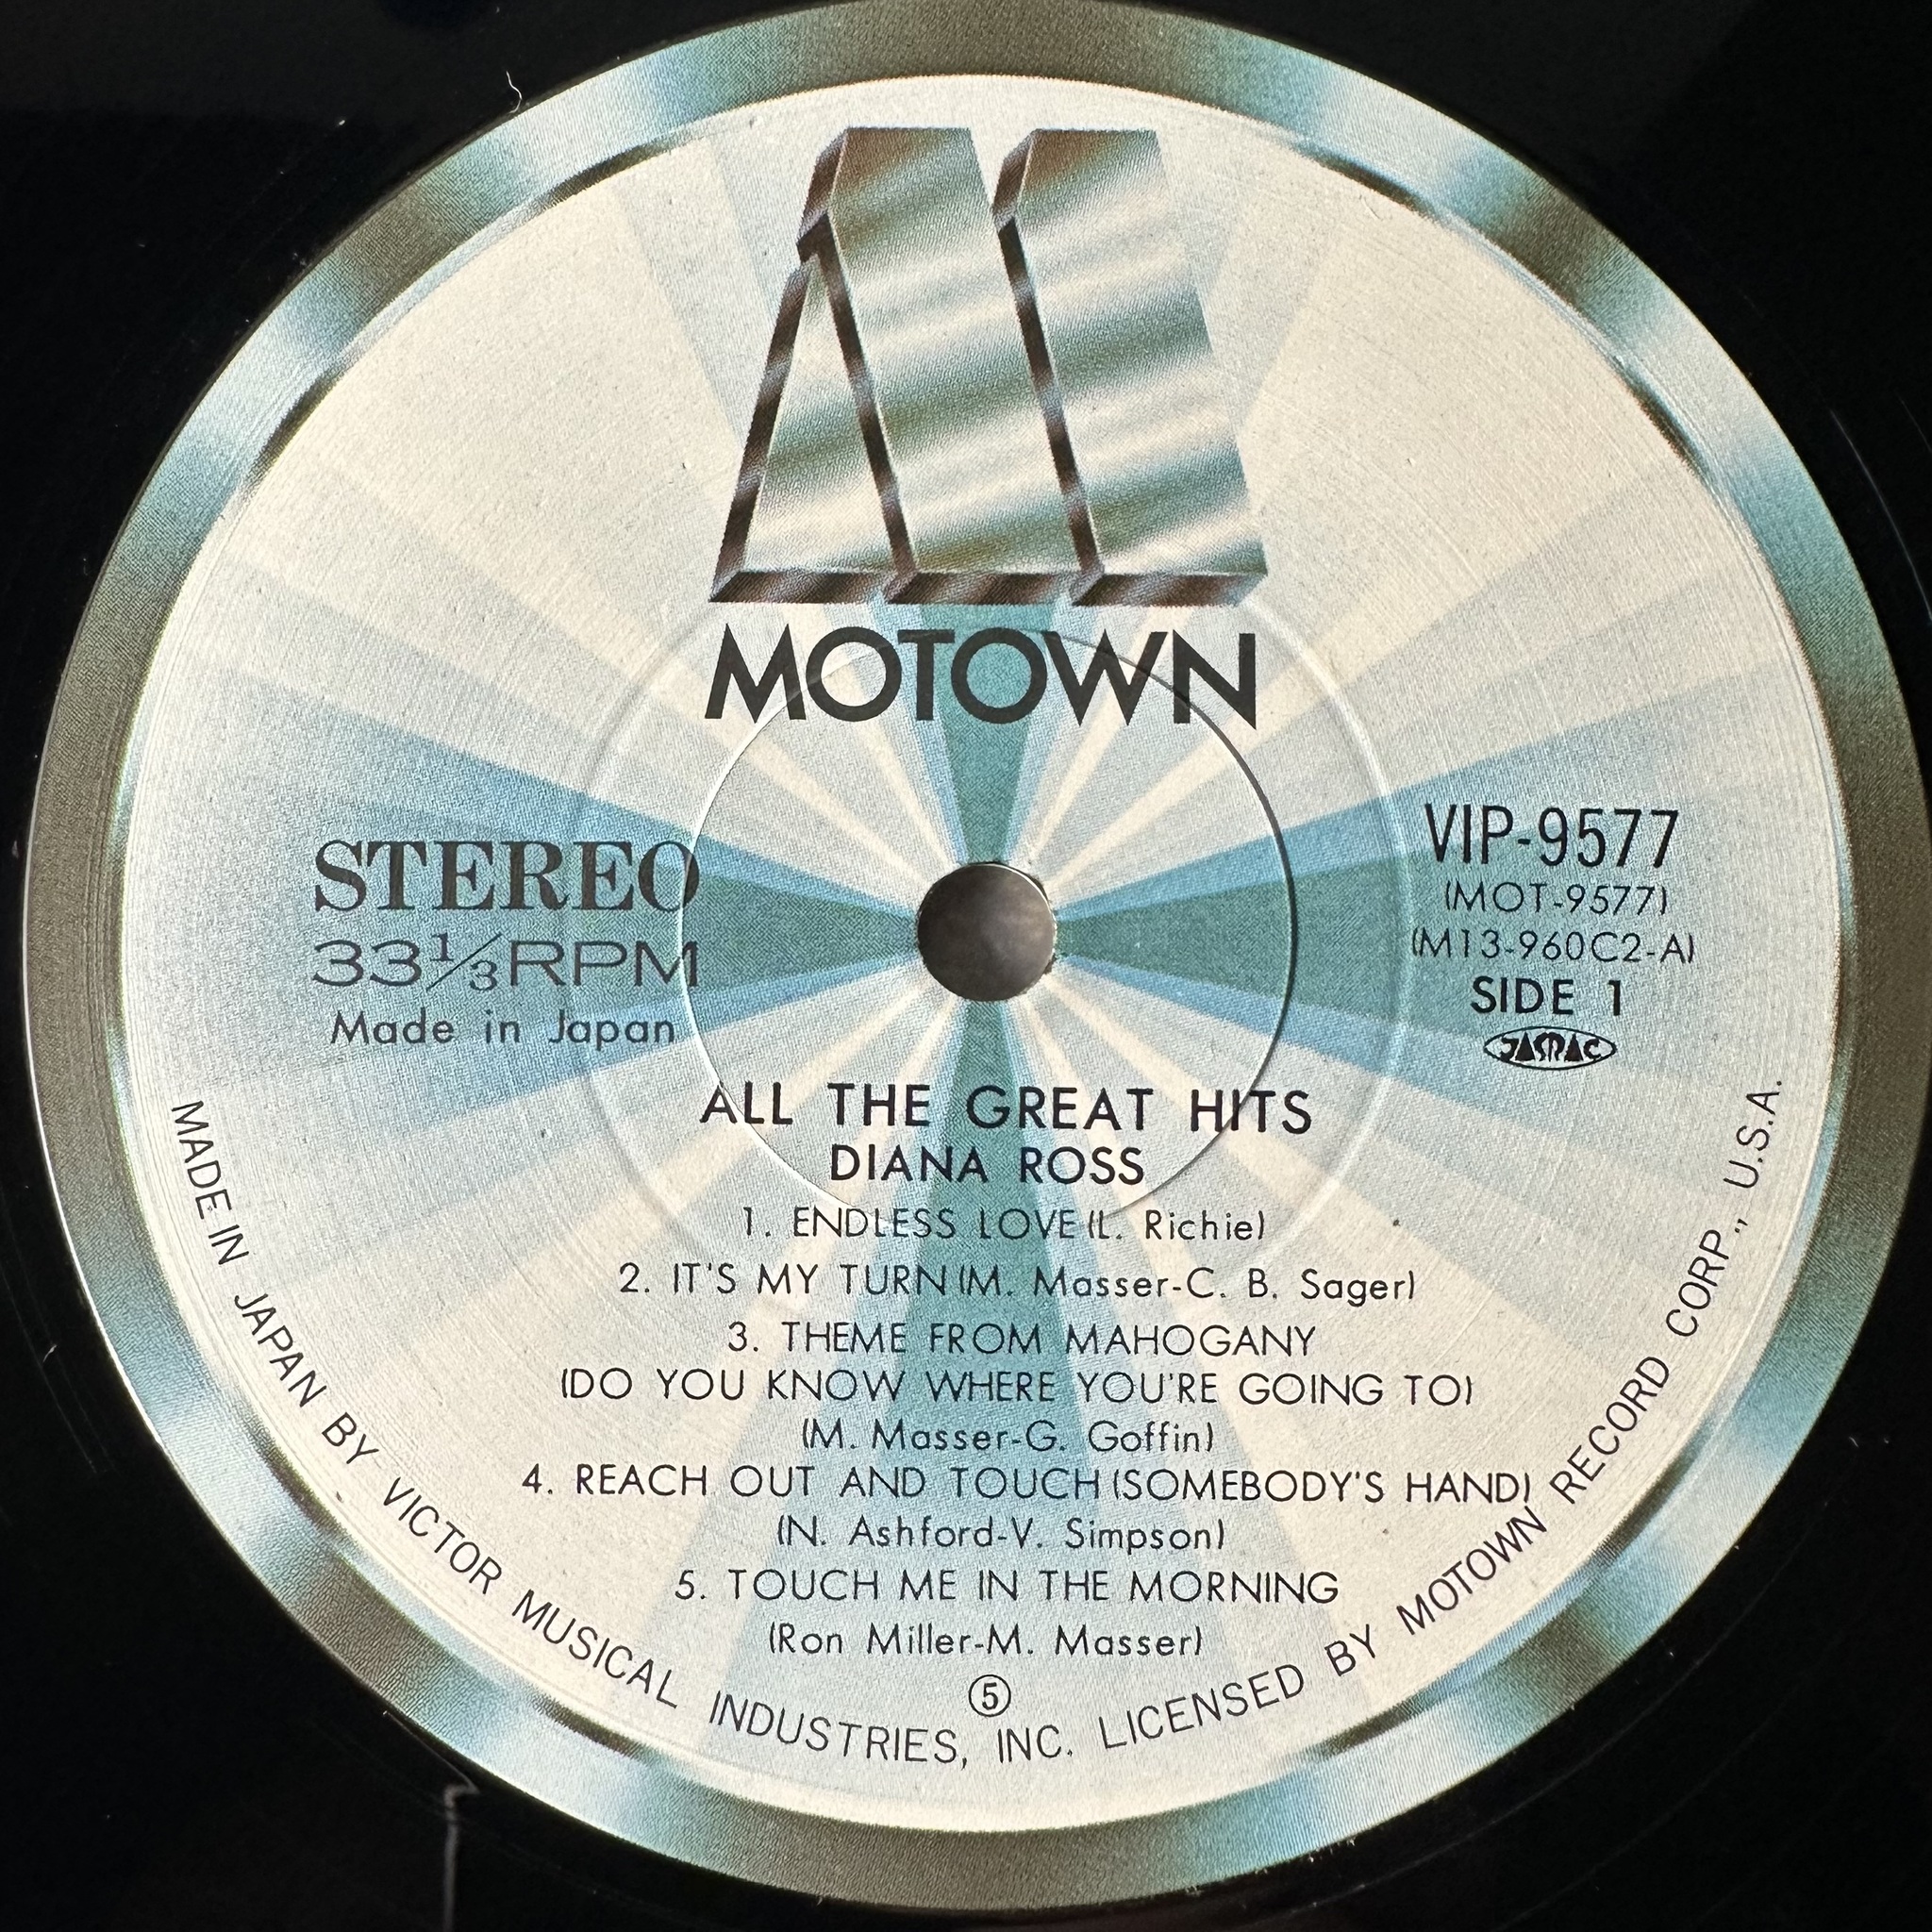 MOTOWN
STEREO
33⅓RPM
Made in Japan
VIP-9577
(MOT-9577)
(M13-960C2-A)
SIDE 1
JASRAC
ALL THE GREAT HITS
DIANA ROSS
1. ENDLESS LOVE (L. Richie)
2. IT'S MY TURN (M. Masser-C. B. Sager)
3. THEME FROM MAHOGANY
(DO YOU KNOW WHERE YOU'RE GOING TO)
(M. Masser-G. Goffin)
4. REACH OUT AND TOUCH (SOMEBODY'S HAND)
(N. Ashford-V. Simpson)
5. TOUCH ME IN THE MORNING
(Ron Miller-M. Masser)
⑤
MADE IN JAPAN BY VICTOR MUSICAL INDUSTRIES, INC. LICENSED BY MOTOWN RECORD CORP., U.S.A.